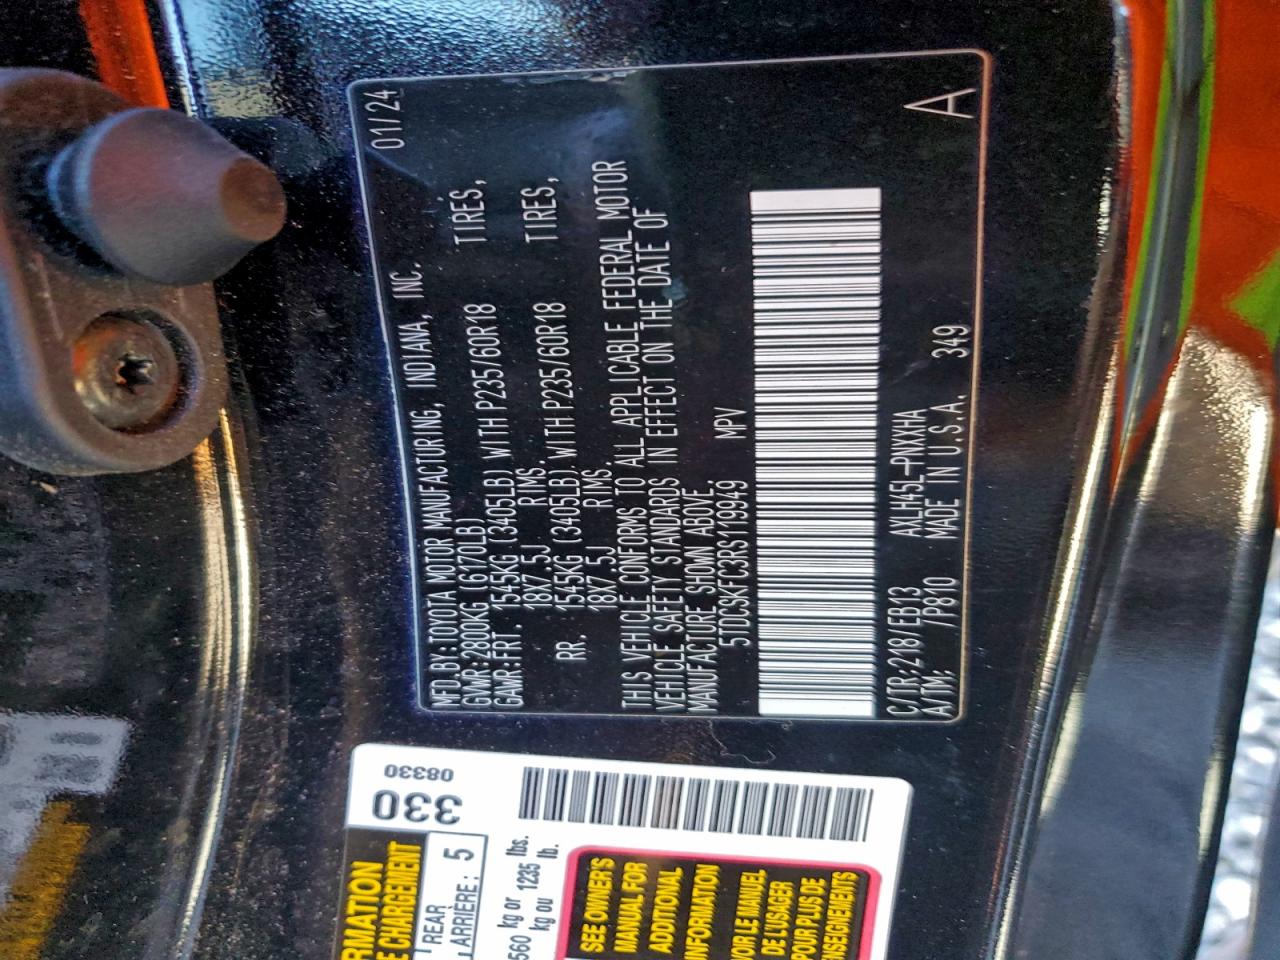 01/24
MFD.BY:TOYOTA MOTOR MANUFACTURING, INDIANA, INC.
GVWR:2800KG (6170LB)
GAWR:FRT. 1545KG (3405LB) WITH P235/60R18 TIRES,
18X7.5J RIMS.
RR. 1545KG (3405LB) WITH P235/60R18 TIRES,
18X7.5J RIMS.
THIS VEHICLE CONFORMS TO ALL APPLICABLE FEDERAL MOTOR
VEHICLE SAFETY STANDARDS IN EFFECT ON THE DATE OF
MANUFACTURE SHOWN ABOVE.
5TDCSKFC3RS119949 MPV
C/TR:218/EB13 AXLH45L-PNXXHA
A/TM: /P810 MADE IN U.S.A. 349
A
330
08330
RMATION
E CHARGEMENT
REAR
ARRIÈRE: 5
560 kg or 1235 lbs.
kg ou lb.
SEE OWNER'S
MANUAL FOR
ADDITIONAL
INFORMATION
VOIR LE MANUEL
DE L'USAGER
POUR PLUS DE
ENSEIGNEMENTS